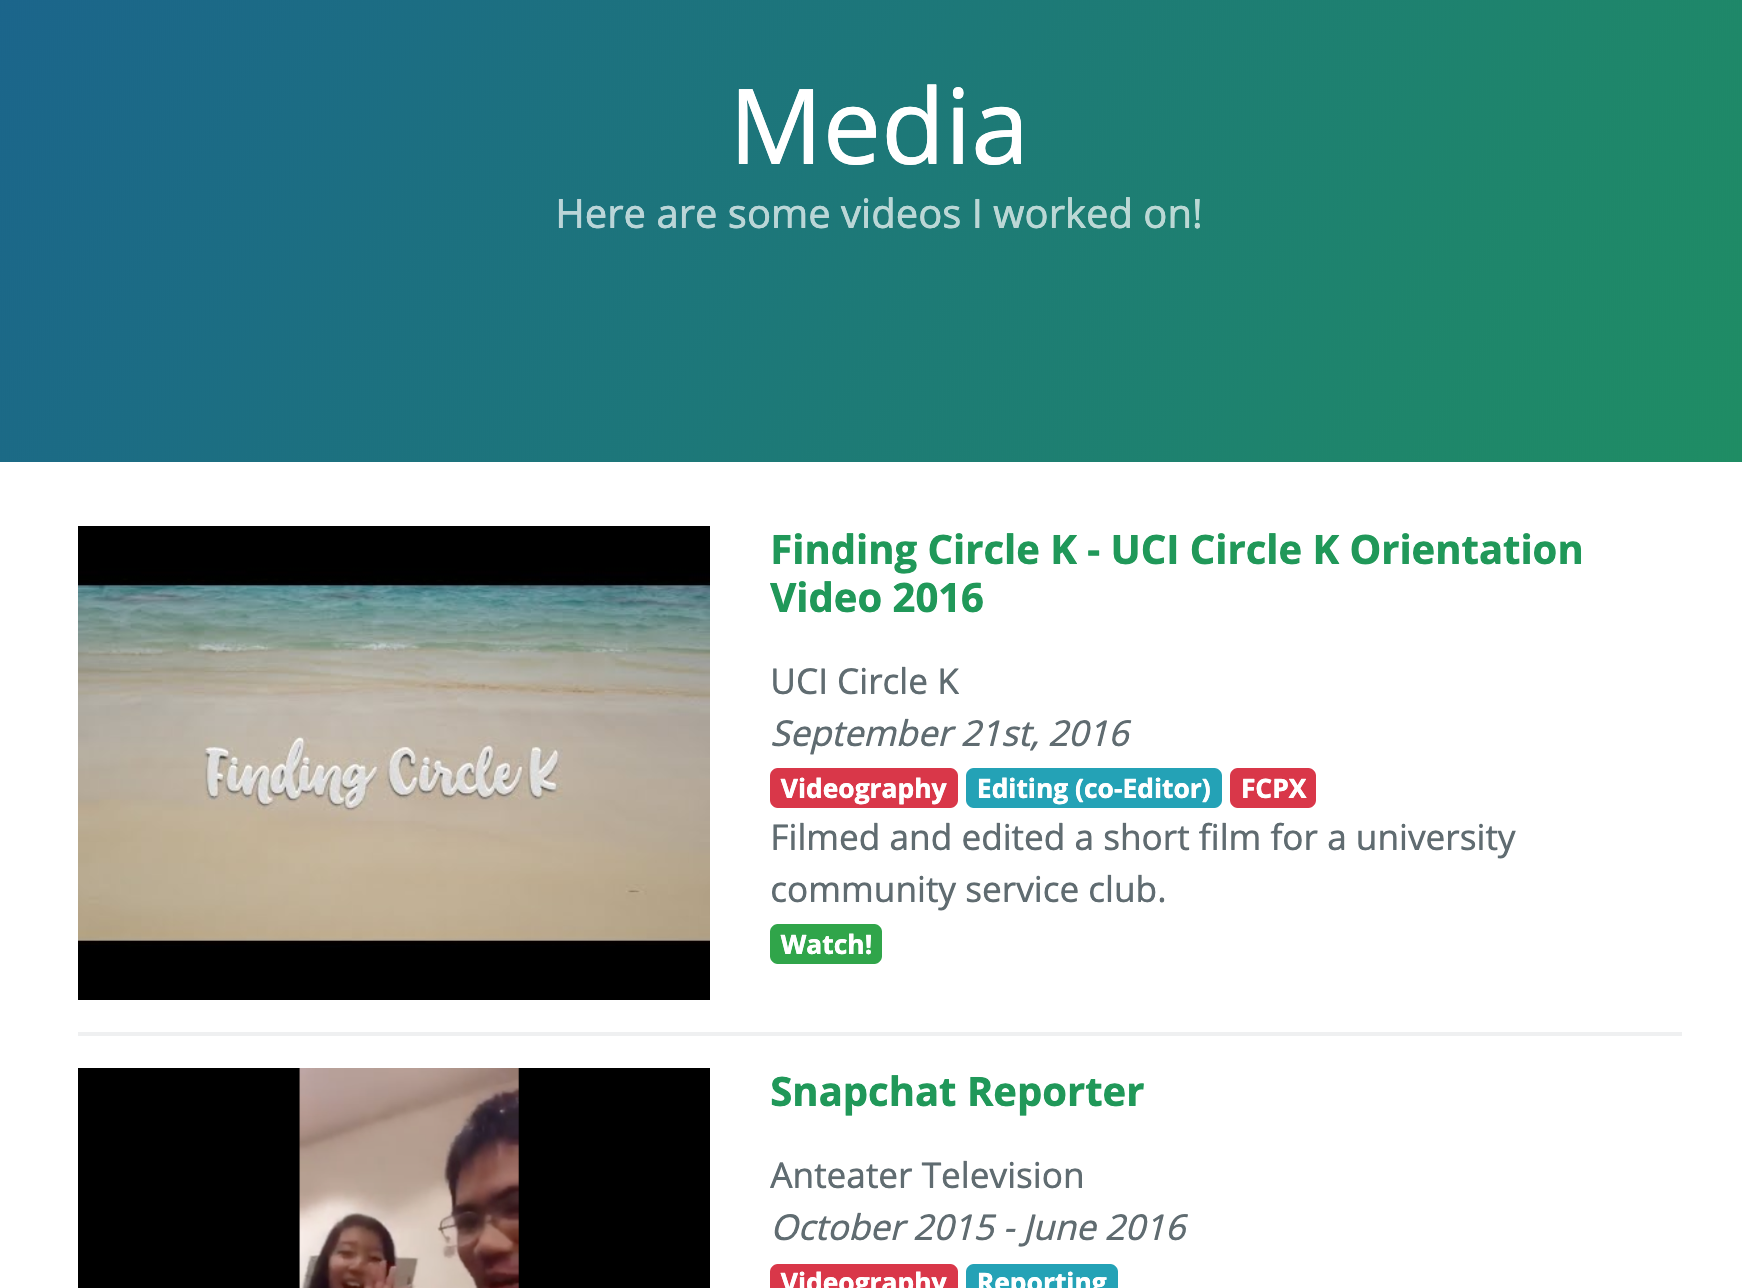 Media
Here are some videos I worked on!
Finding Circle K
Finding Circle K - UCI Circle K Orientation
Video 2016
UCI Circle K
September 21st, 2016
Videography Editing (co-Editor) FCPX
Filmed and edited a short film for a university
community service club.
Watch!
Snapchat Reporter
Anteater Television
October 2015 - June 2016
Videography Reporting